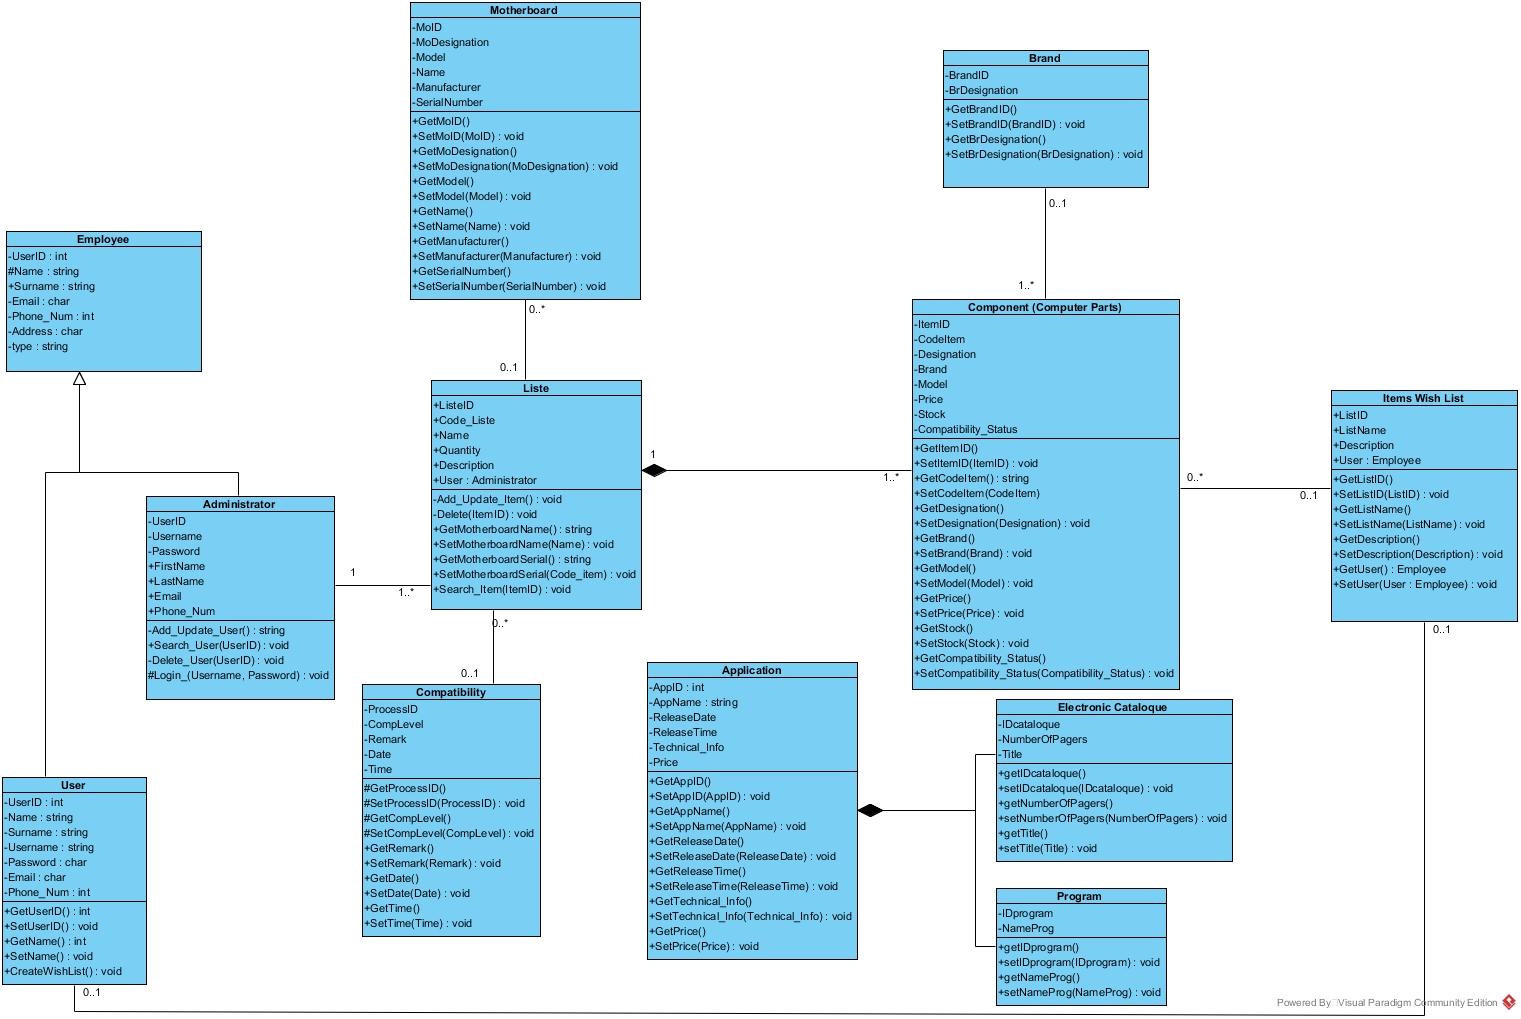 Motherboard
-MoID
-MoDesignation
-Model
-Name
-Manufacturer
-SerialNumber
+GetMoID()
+SetMoID(MoID) : void
+GetMoDesignation()
+SetMoDesignation(MoDesignation) : void
+GetModel()
+SetModel(Model) : void
+GetName()
+SetName(Name) : void
+GetManufacturer()
+SetManufacturer(Manufacturer) : void
+GetSerialNumber()
+SetSerialNumber(SerialNumber) : void
0..*
0..1
Brand
-BrandID
-BrDesignation
+GetBrandID()
+SetBrandID(BrandID) : void
+GetBrDesignation()
+SetBrDesignation(BrDesignation) : void
0..1
1..*
Employee
-UserID : int
#Name : string
+Surname : string
-Email : char
-Phone_Num : int
-Address : char
-type : string
Liste
+ListeID
+Code_Liste
+Name
+Quantity
+Description
+User : Administrator
-Add_Update_Item() : void
-Delete(ItemID) : void
+GetMotherboardName() : string
+SetMotherboardName(Name) : void
+GetMotherboardSerial() : string
+SetMotherboardSerial(Code_item) : void
+Search_Item(ItemID) : void
1
1..*
Component (Computer Parts)
-ItemID
-CodeItem
-Designation
-Brand
-Model
-Price
-Stock
-Compatibility_Status
+GetItemID()
+SetItemID(ItemID) : void
+GetCodeItem() : string
+SetCodeItem(CodeItem)
+GetDesignation()
+SetDesignation(Designation) : void
+GetBrand()
+SetBrand(Brand) : void
+GetModel()
+SetModel(Model) : void
+GetPrice()
+SetPrice(Price) : void
+GetStock()
+SetStock(Stock) : void
+GetCompatibility_Status()
+SetCompatibility_Status(Compatibility_Status) : void
0..*
0..1
Items Wish List
+ListID
+ListName
+Description
+User : Employee
+GetListID()
+SetListID(ListID) : void
+GetListName()
+SetListName(ListName) : void
+GetDescription()
+SetDescription(Description) : void
+GetUser() : Employee
+SetUser(User : Employee) : void
0..1
Administrator
-UserID
-Username
-Password
+FirstName
+LastName
+Email
+Phone_Num
-Add_Update_User() : string
+Search_User(UserID) : void
-Delete_User(UserID) : void
#Login_(Username, Password) : void
1
1..*
0..*
0..1
Compatibility
-ProcessID
-CompLevel
-Remark
-Date
-Time
#GetProcessID()
#SetProcessID(ProcessID) : void
#GetCompLevel()
#SetCompLevel(CompLevel) : void
+GetRemark()
+SetRemark(Remark) : void
+GetDate()
+SetDate(Date) : void
+GetTime()
+SetTime(Time) : void
Application
-AppID : int
-AppName : string
-ReleaseDate
-ReleaseTime
-Technical_Info
-Price
+GetAppID()
+SetAppID(AppID) : void
+GetAppName()
+SetAppName(AppName) : void
+GetReleaseDate()
+SetReleaseDate(ReleaseDate) : void
+GetReleaseTime()
+SetReleaseTime(ReleaseTime) : void
+GetTechnical_Info()
+SetTechnical_Info(Technical_Info) : void
+GetPrice()
+SetPrice(Price) : void
Electronic Cataloque
-IDcataloque
-NumberOfPagers
-Title
+getIDcataloque()
+setIDcataloque(IDcataloque) : void
+getNumberOfPagers()
+setNumberOfPagers(NumberOfPagers) : void
+getTitle()
+setTitle(Title) : void
Program
-IDprogram
-NameProg
+getIDprogram()
+setIDprogram(IDprogram) : void
+getNameProg()
+setNameProg(NameProg) : void
User
-UserID : int
-Name : string
-Surname : string
-Username : string
-Password : char
-Email : char
-Phone_Num : int
+GetUserID() : int
+SetUserID() : void
+GetName() : int
+SetName() : void
+CreateWishList() : void
0..1
Powered By Visual Paradigm Community Edition